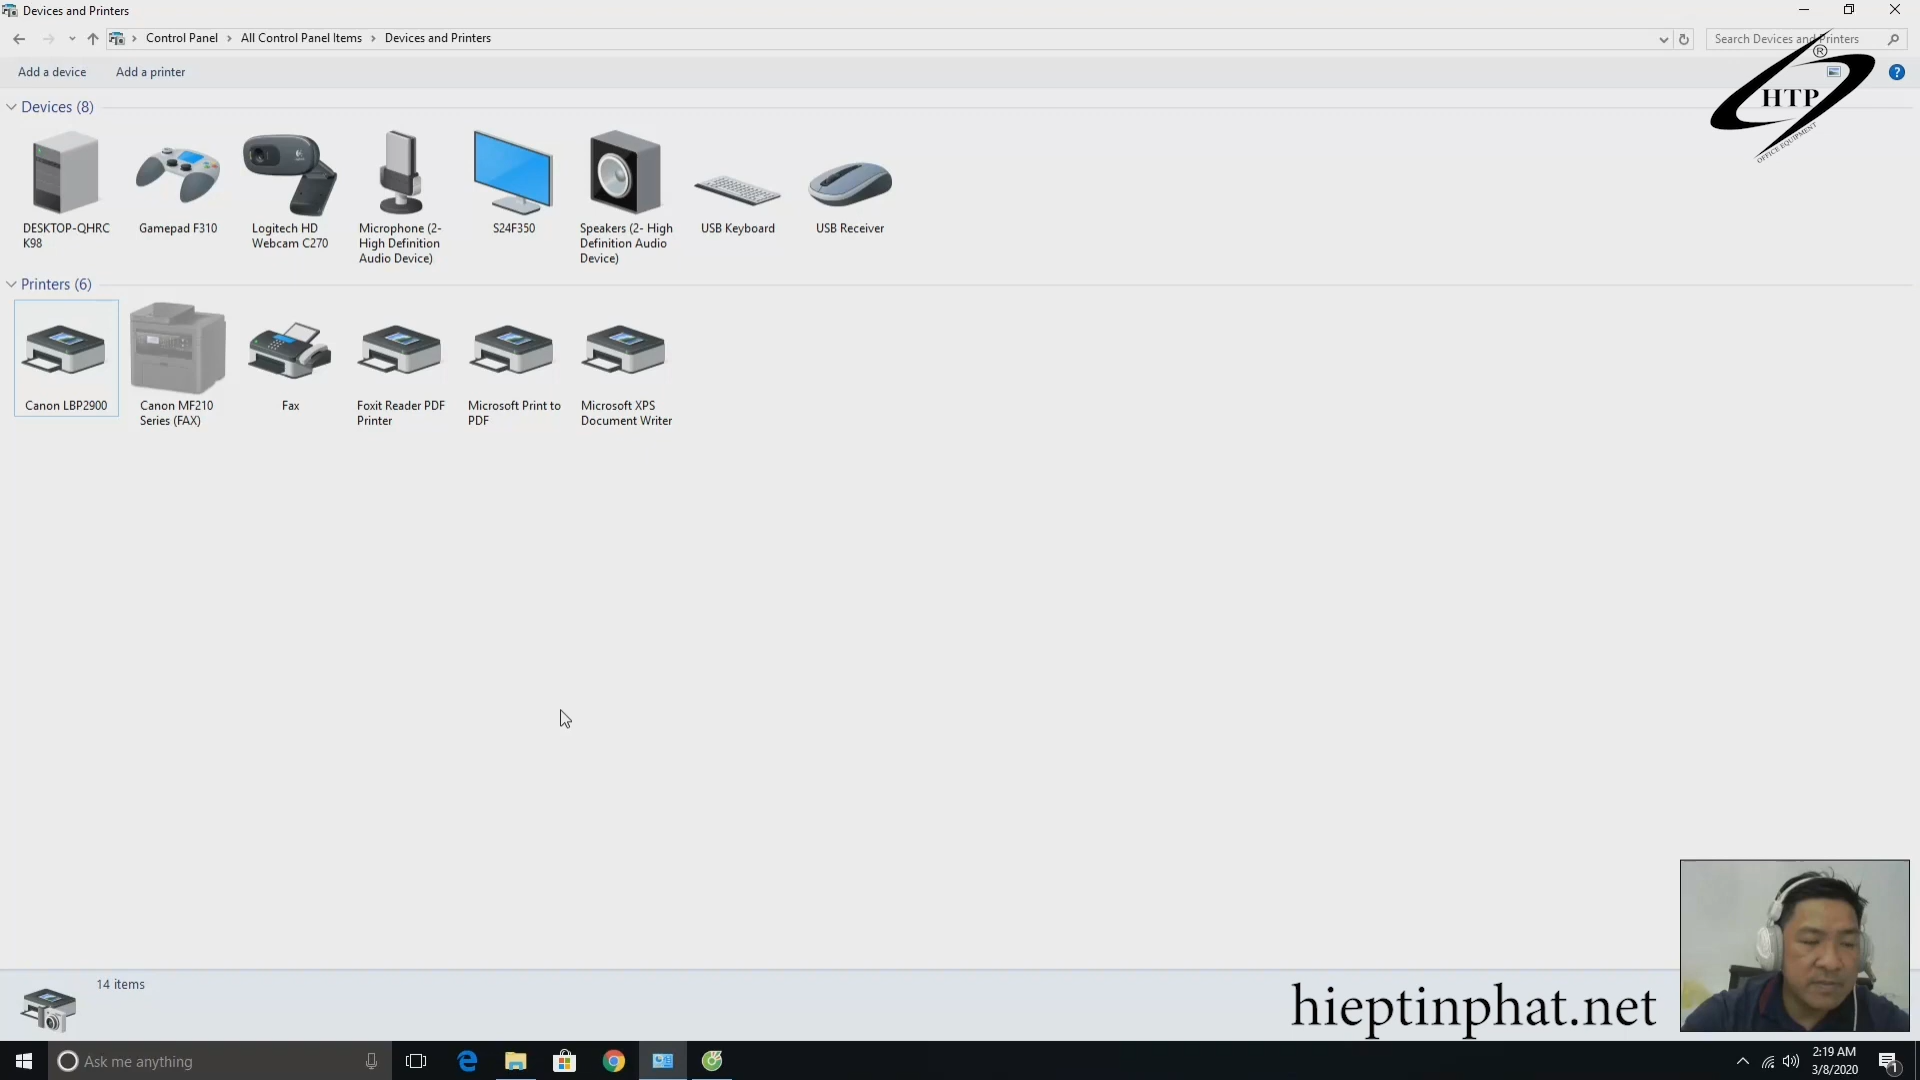 Devices and Printers
Control Panel > All Control Panel Items > Devices and Printers
Search Devices and Printers
Add a device
Add a printer
?
®
HTP
OFFICE EQUIPMENT
Devices (8)
DESKTOP-QHRC
K98
Gamepad F310
Logitech HD
Webcam C270
Microphone (2-
High Definition
Audio Device)
S24F350
Speakers (2- High
Definition Audio
Device)
USB Keyboard
USB Receiver
Printers (6)
Canon LBP2900
Canon MF210
Series (FAX)
Fax
Foxit Reader PDF
Printer
Microsoft Print to
PDF
Microsoft XPS
Document Writer
14 items
hieptinphat.net
Ask me anything
2:19 AM
3/8/2020
1